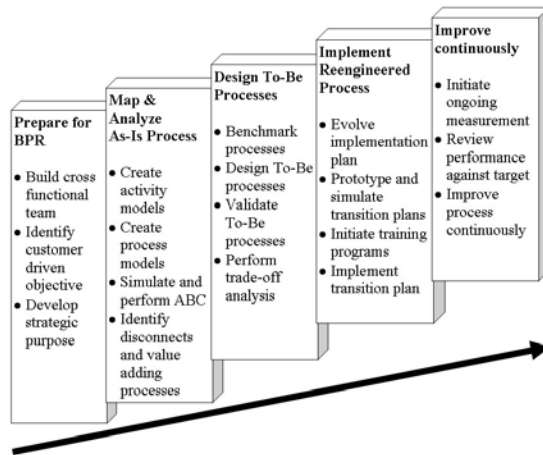 Prepare for
BPR
● Build cross
functional
team
● Identify
customer
driven
objective
● Develop
strategic
purpose
Map &
Analyze
As-Is Process
● Create
activity
models
● Create
process
models
● Simulate and
perform ABC
● Identify
disconnects
and value
adding
processes
Design To-Be
Processes
● Benchmark
processes
● Design To-Be
processes
● Validate
To-Be
processes
● Perform
trade-off
analysis
Implement
Reengineered
Process
● Evolve
implementation
plan
● Prototype and
simulate
transition plans
● Initiate training
programs
● Implement
transition plan
Improve
continuously
● Initiate
ongoing
measurement
● Review
performance
against target
● Improve
process
continuously